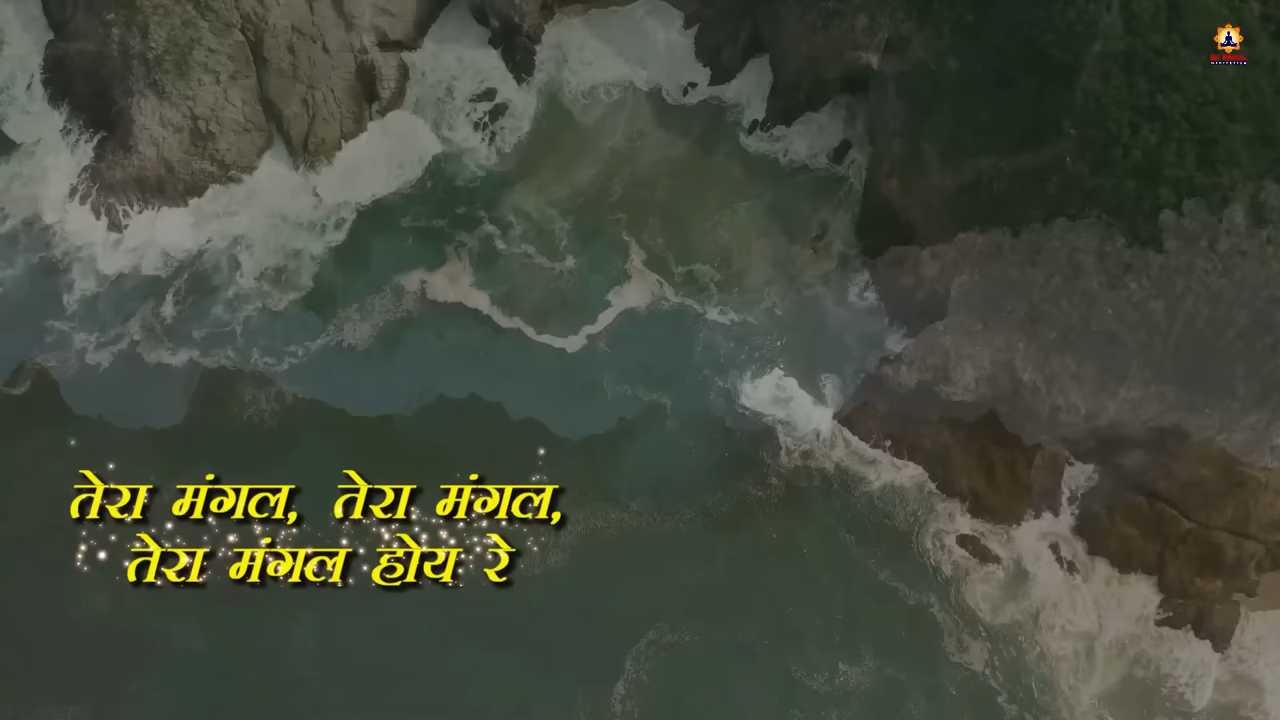 तेरा मंगल, तेरा मंगल,
तेरा मंगल होय रे